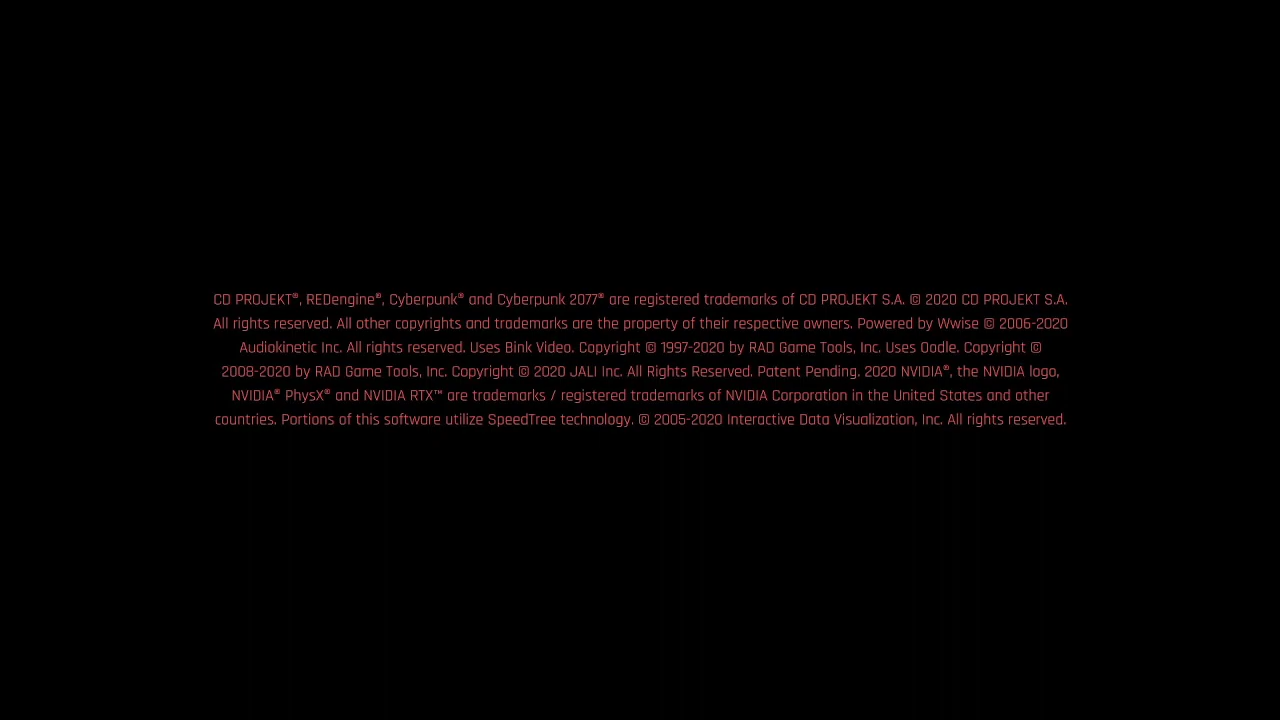 CD PROJEKT®, REDengine®, Cyberpunk® and Cyberpunk 2077® are registered trademarks of CD PROJEKT S.A. © 2020 CD PROJEKT S.A.
All rights reserved. All other copyrights and trademarks are the property of their respective owners. Powered by Wwise © 2006-2020
Audiokinetic Inc. All rights reserved. Uses Bink Video. Copyright © 1997-2020 by RAD Game Tools, Inc. Uses Oodle. Copyright ©
2008-2020 by RAD Game Tools, Inc. Copyright © 2020 JALI Inc. All Rights Reserved. Patent Pending. 2020 NVIDIA®, the NVIDIA logo,
NVIDIA® PhysX® and NVIDIA RTX™ are trademarks / registered trademarks of NVIDIA Corporation in the United States and other
countries. Portions of this software utilize SpeedTree technology. © 2005-2020 Interactive Data Visualization, Inc. All rights reserved.